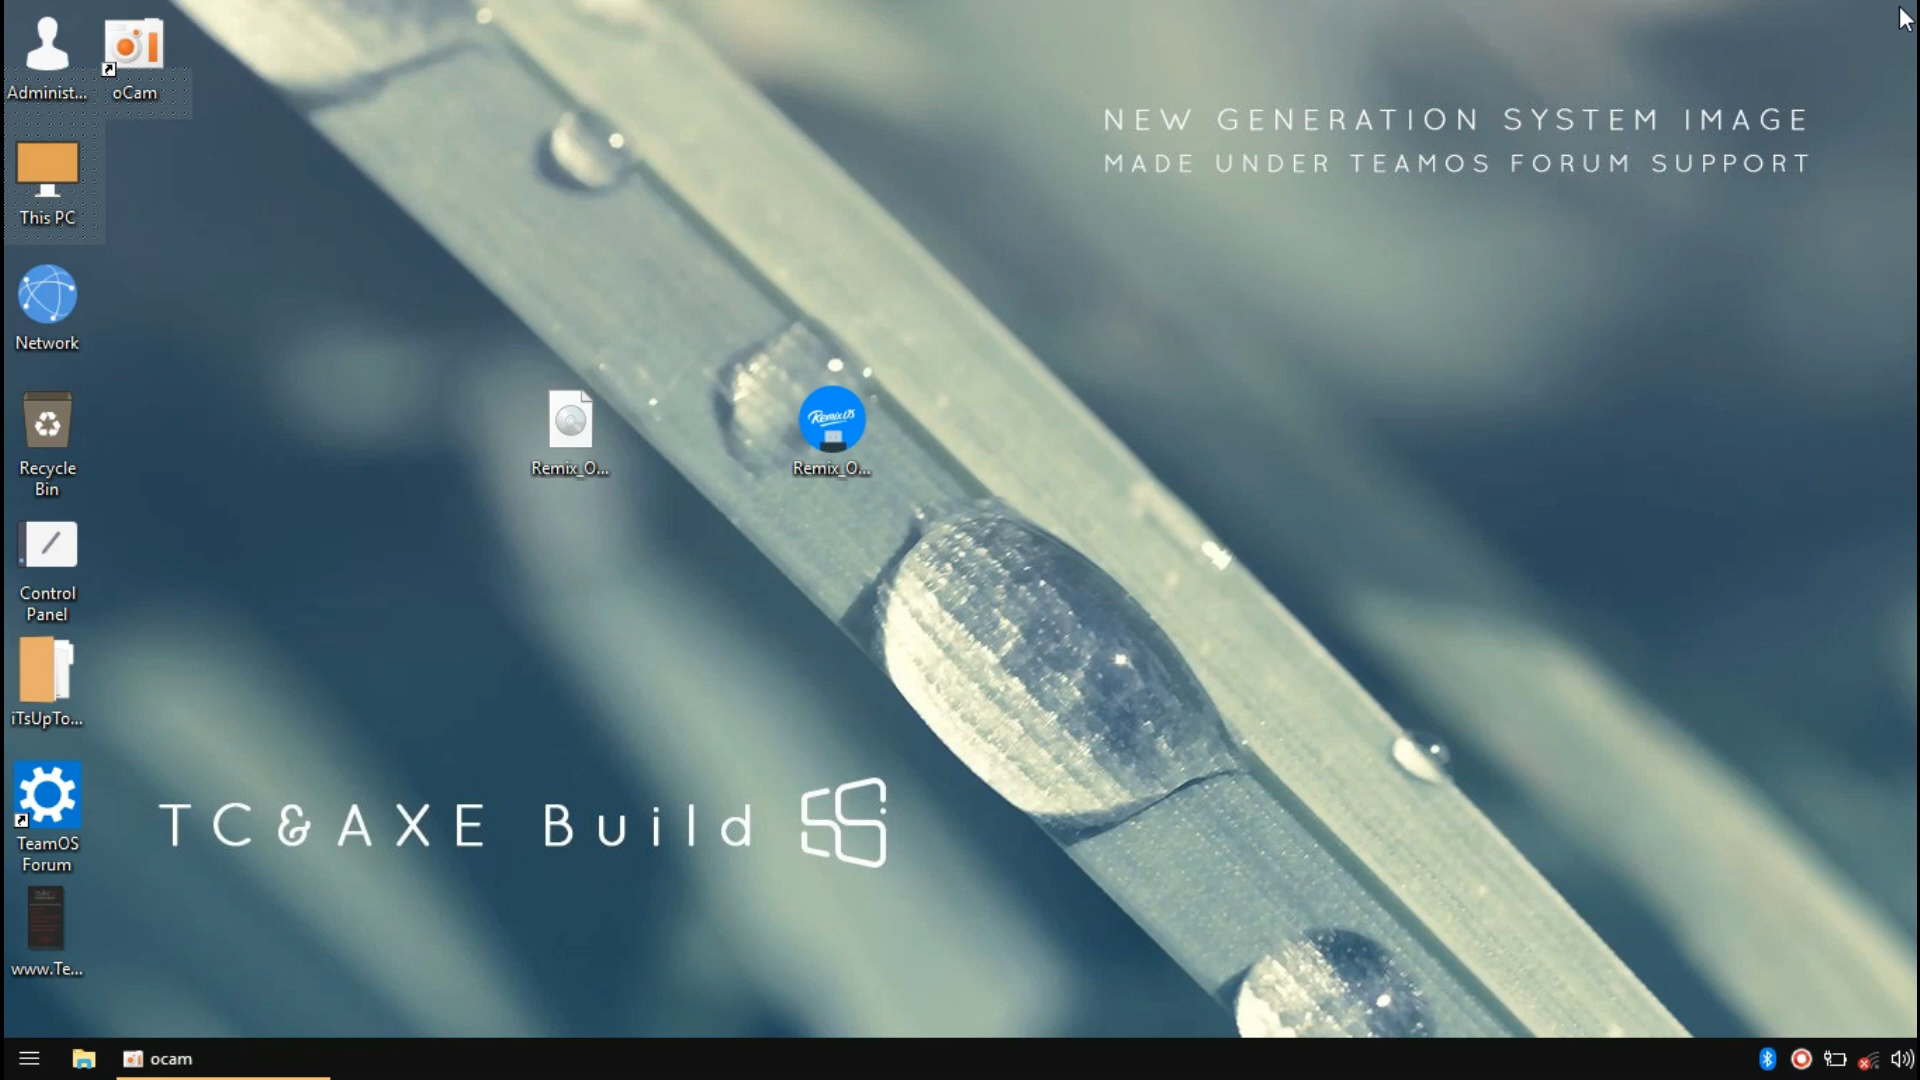 Administ...
oCam
This PC
Network
Recycle
Bin
Control
Panel
iTsUpTo...
TeamOS
Forum
www.Te...
Remix_O...
RemixOS
Remix_O...
NEW GENERATION SYSTEM IMAGE
MADE UNDER TEAMOS FORUM SUPPORT
TC&AXE Build
ocam